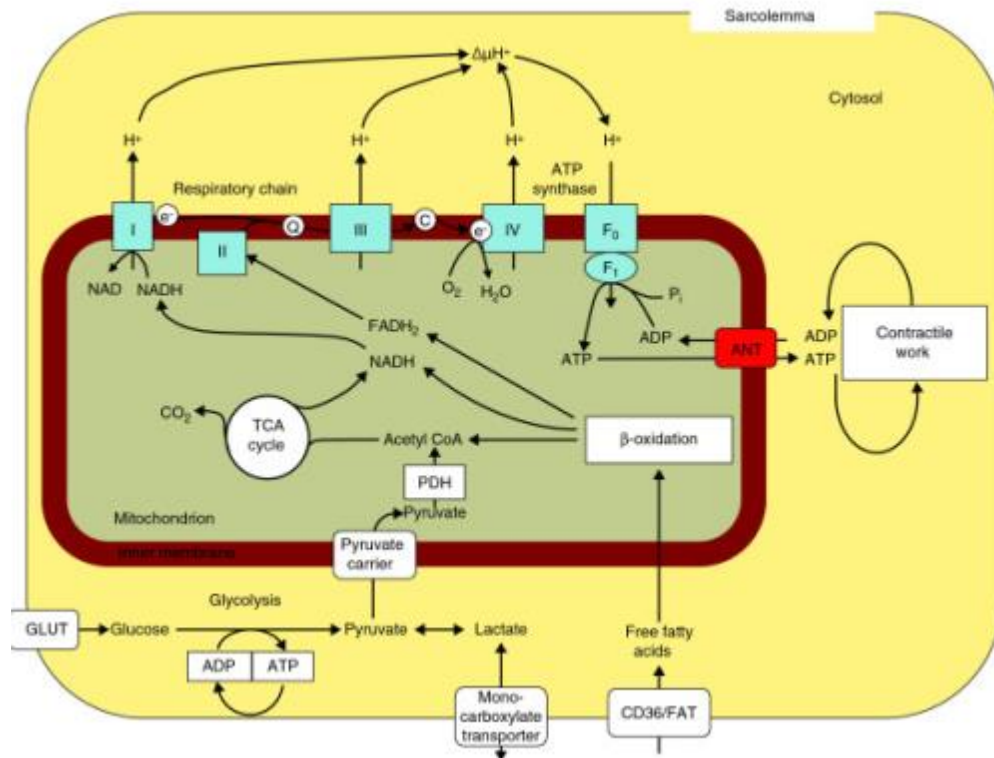 Sarcolemma
ΔμH⁺
Cytosol
H⁺
H⁺
H⁺
H⁺
Respiratory chain
ATP
synthase
e⁻
Q
C
e⁻
I
II
III
IV
F₀
F₁
NAD
NADH
O₂
H₂O
Pᵢ
FADH₂
ADP
ATP
ANT
ADP
ATP
Contractile
work
NADH
CO₂
TCA
cycle
Acetyl CoA
β-oxidation
PDH
Pyruvate
Mitochondrion
Inner membrane
Pyruvate
carrier
Glycolysis
GLUT
Glucose
Pyruvate
Lactate
Free fatty
acids
ADP
ATP
Mono-
carboxylate
transporter
CD36/FAT